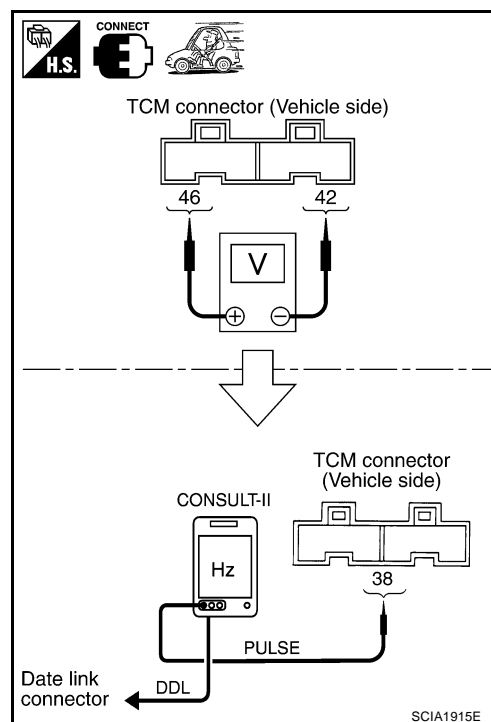 CONNECT
H.S.
TCM connector (Vehicle side)
46
42
V
+ −
TCM connector
(Vehicle side)
CONSULT-II
Hz
38
PULSE
Date link
connector
DDL
SCIA1915E